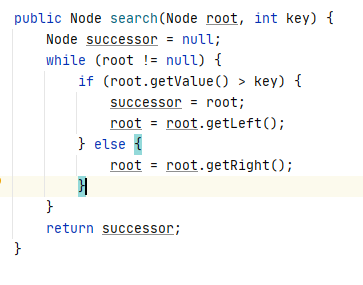 public Node search(Node root, int key) {
    Node successor = null;
    while (root != null) {
        if (root.getValue() > key) {
            successor = root;
            root = root.getLeft();
        } else {
            root = root.getRight();
        }
    }
    return successor;
}